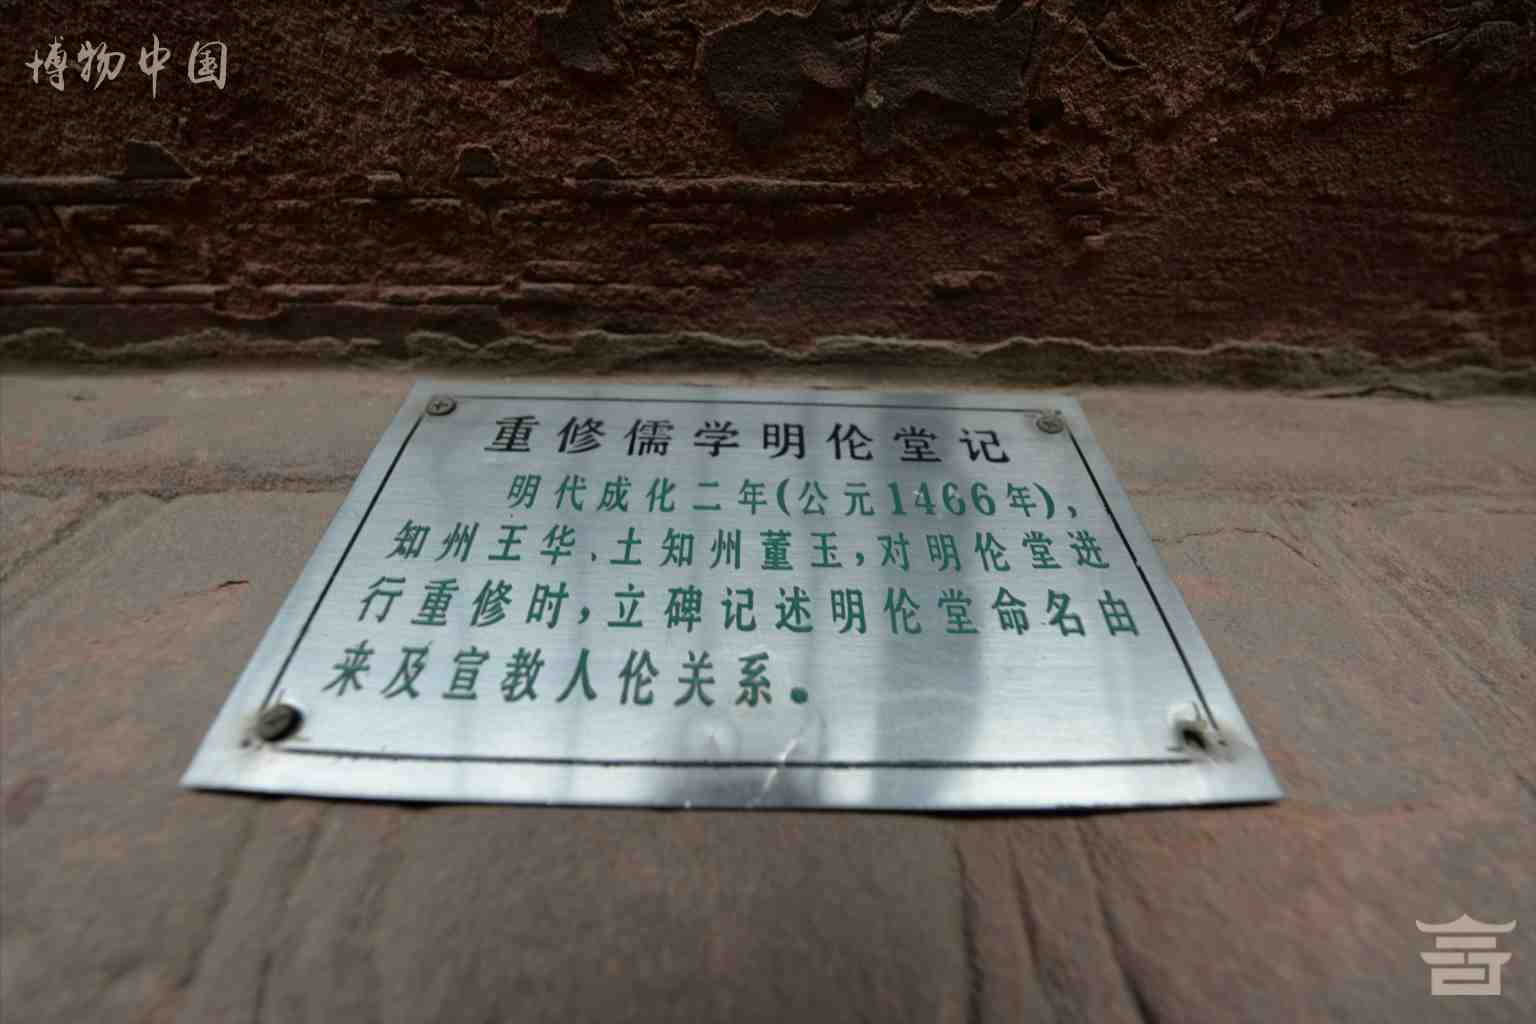 博物中国
重修儒学明伦堂记
明代成化二年(公元1466年),
知州王华、土知州董玉,对明伦堂进
行重修时,立碑记述明伦堂命名由
来及宣教人伦关系。